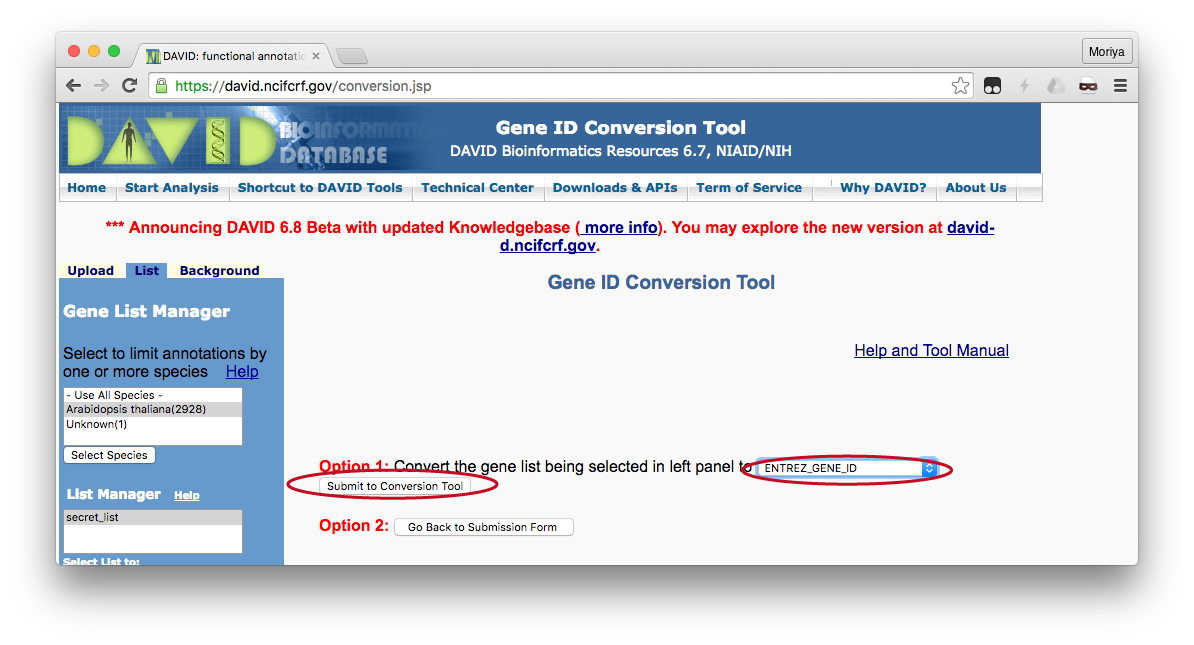 DAVID: functional annotatio
Moriya
https://david.ncifcrf.gov/conversion.jsp
DAVID BIOINFORMATICS DATABASE
Gene ID Conversion Tool
DAVID Bioinformatics Resources 6.7, NIAID/NIH
Home Start Analysis Shortcut to DAVID Tools Technical Center Downloads & APIs Term of Service Why DAVID? About Us
*** Announcing DAVID 6.8 Beta with updated Knowledgebase ( more info). You may explore the new version at david-
d.ncifcrf.gov.
Upload List Background
Gene ID Conversion Tool
Gene List Manager
Help and Tool Manual
Select to limit annotations by
one or more species Help
- Use All Species -
Arabidopsis thaliana(2928)
Unknown(1)
Select Species
Option 1: Convert the gene list being selected in left panel to ENTREZ_GENE_ID
Submit to Conversion Tool
List Manager Help
secret_list
Option 2: Go Back to Submission Form
Select List to: